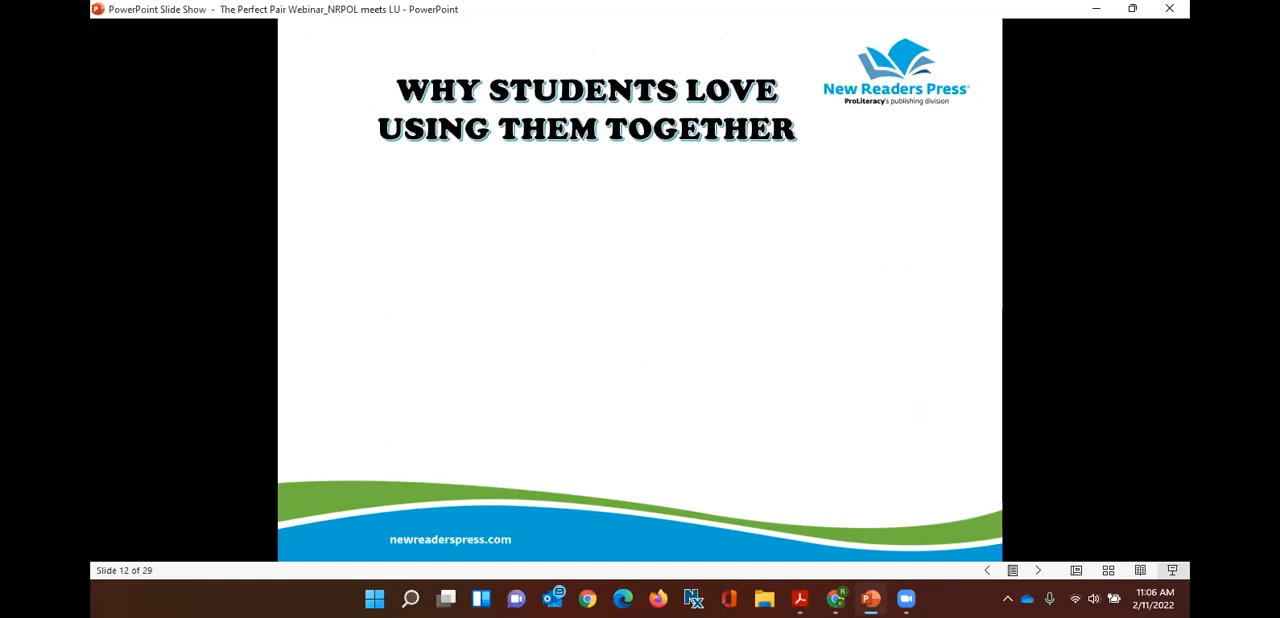 PowerPoint Slide Show - The Perfect Pair Webinar_NRPOL meets LU - PowerPoint
WHY STUDENTS LOVE
USING THEM TOGETHER
New Readers Press®
ProLiteracy's publishing division
newreaderspress.com
Slide 12 of 29
11:06 AM
2/11/2022